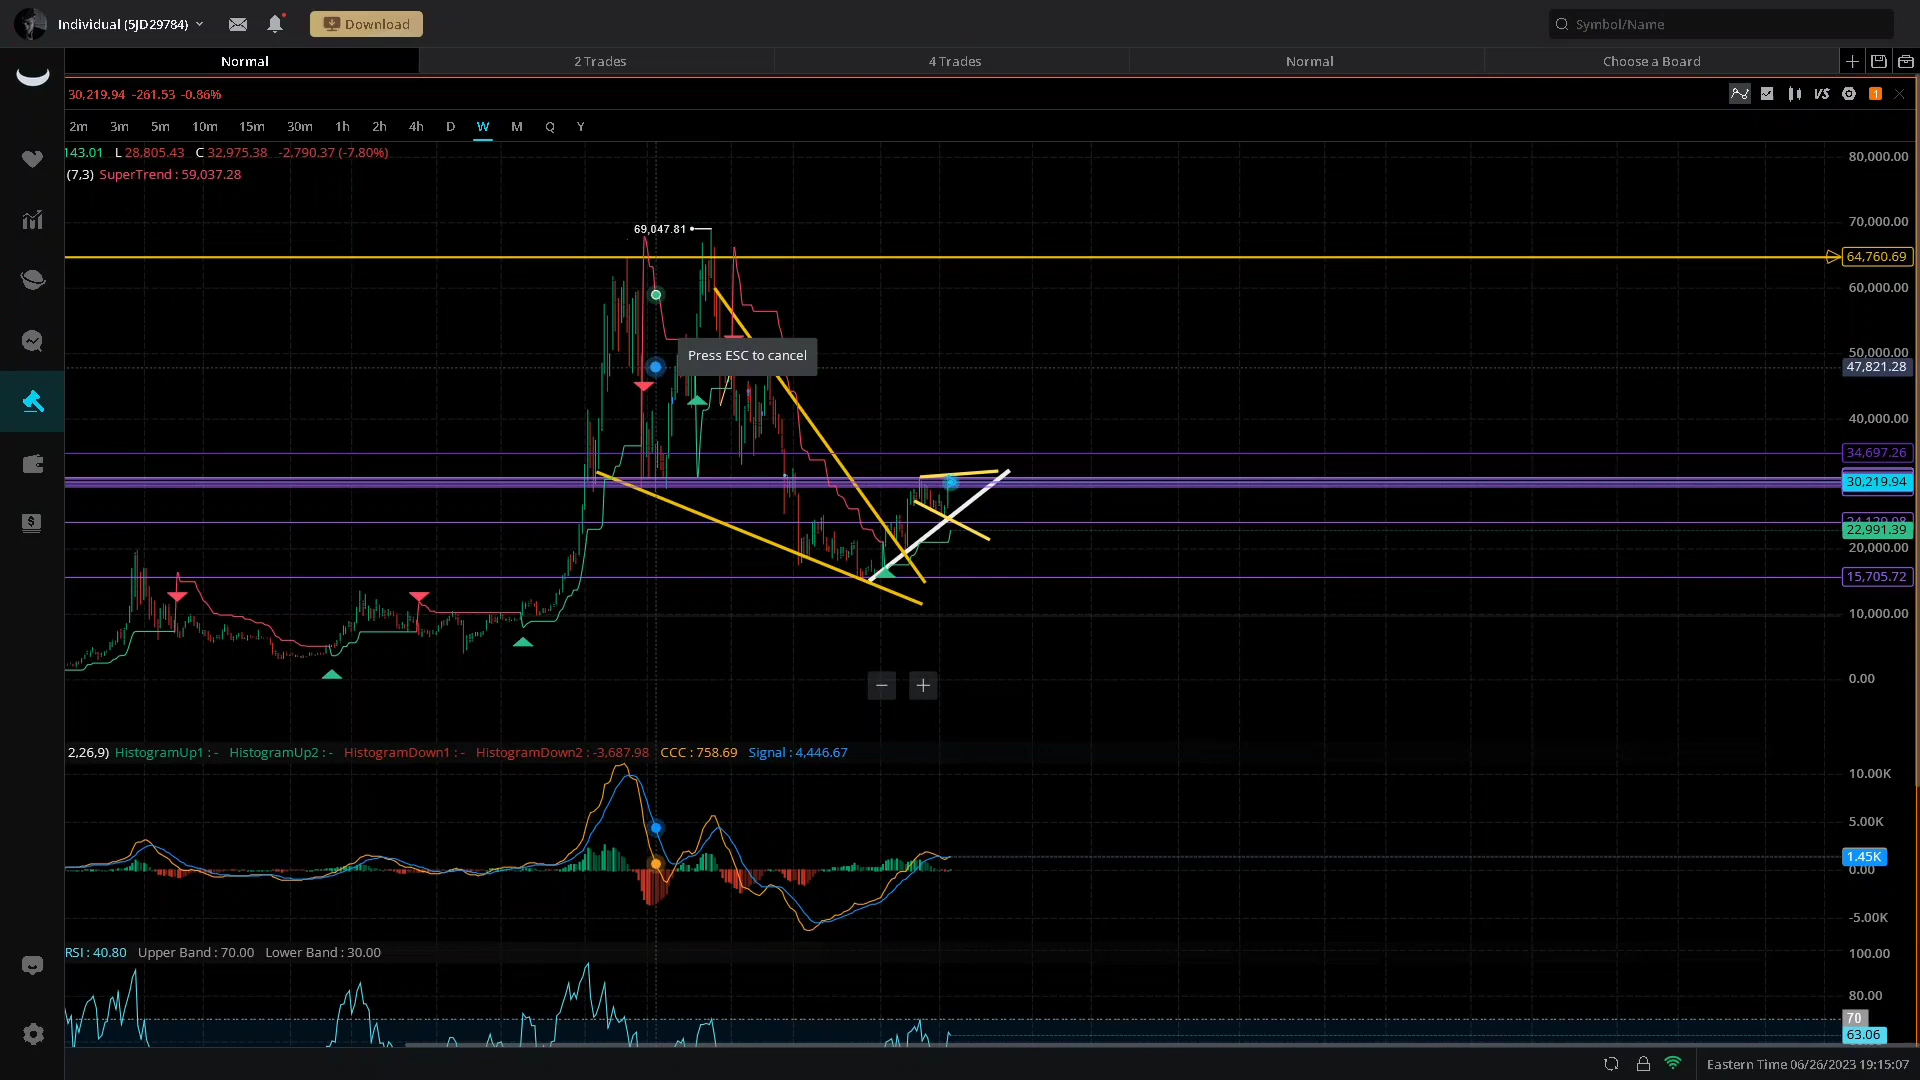 Individual (5JD29784)
Download
Symbol/Name
Normal
2 Trades
4 Trades
Normal
Choose a Board
30,219.94 -261.53 -0.86%
VS
1
2m 3m 5m 10m 15m 30m 1h 2h 4h D W M Q Y
143.01 L 28,805.43 C 32,975.38 -2,790.37 (-7.80%)
(7,3) SuperTrend : 59,037.28
80,000.00
70,000.00
69,047.81
64,760.69
60,000.00
50,000.00
Press ESC to cancel
47,821.28
40,000.00
34,697.26
30,219.94
22,991.39
20,000.00
15,705.72
10,000.00
0.00
2,26,9) HistogramUp1 : - HistogramUp2 : - HistogramDown1 : - HistogramDown2 : -3,687.98 CCC : 758.69 Signal : 4,446.67
10.00K
5.00K
1.45K
0.00
-5.00K
RSI : 40.80 Upper Band : 70.00 Lower Band : 30.00
100.00
80.00
70
63.06
Eastern Time 06/26/2023 19:15:07